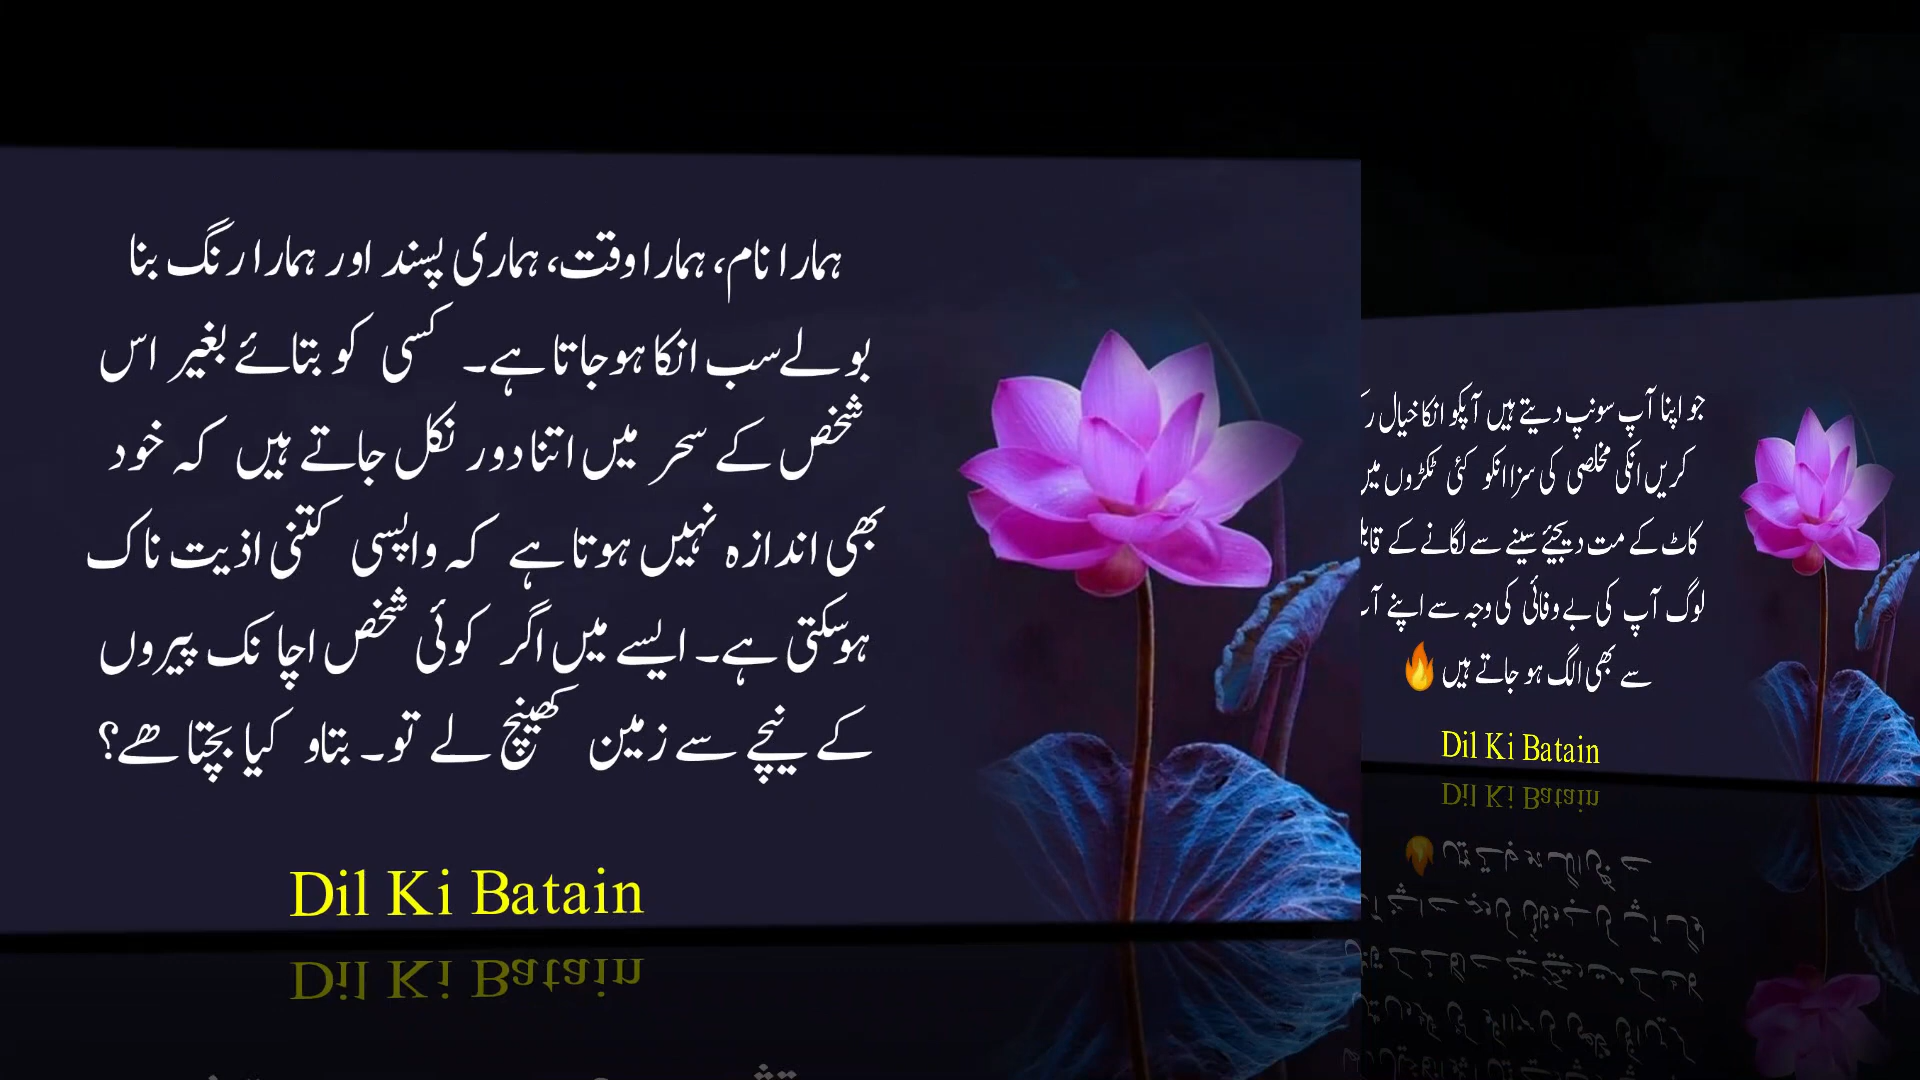 ہمارا نام، ہمارا وقت، ہماری پسند اور ہمارا رنگ بنا
بولے سب انکا ہو جاتا ہے۔ کسی کو بتائے بغیر اس
شخص کے سحر میں اتنا دور نکل جاتے ہیں کہ خود
بھی اندازہ نہیں ہوتا ہے کہ واپسی کتنی اذیت ناک
ہو سکتی ہے۔ ایسے میں اگر کوئی شخص اچانک پیروں
کے نیچے سے زمین کھینچ لے تو۔ بتاو کیا بچتا ھے؟
Dil Ki Batain
جو اپنا آپ سونپ دیتے ہیں آپکو انکا خیال
کریں انکی مخلصی کی سزا انکو کئی ٹکڑوں میں
کاٹ کے مت دیجیئے سینے سے لگانے کے
لوگ آپ کی بے وفائی کی وجہ سے اپنے
سے بھی الگ ہو جاتے ہیں 🔥
Dil Ki Batain